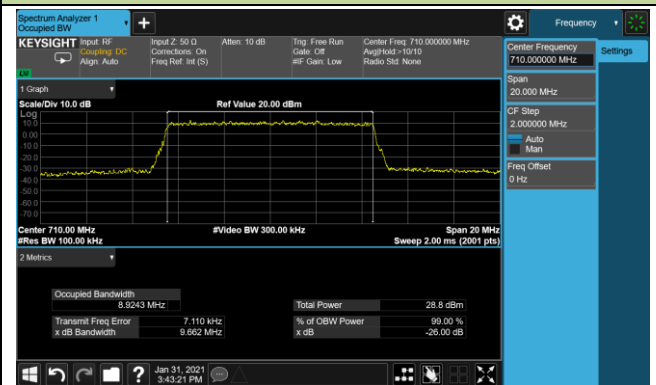 Spectrum Analyzer 1
Occupied BW
Frequency
KEYSIGHT
Input: RF
Coupling: DC
Align: Auto
Input Z: 50 Ω
Corrections: On
Freq Ref: Int (S)
Atten: 10 dB
Trig: Free Run
Gate: Off
#IF Gain: Low
Center Freq: 710.000000 MHz
Avg|Hold:>10/10
Radio Std: None
Center Frequency
710.000000 MHz
Settings
Span
20.000 MHz
CF Step
2.000000 MHz
Auto
Man
Freq Offset
0 Hz
1 Graph
Scale/Div 10.0 dB
Ref Value 20.00 dBm
Log
10.0
0.00
-10.0
-20.0
-30.0
-40.0
-50.0
-60.0
-70.0
Center 710.00 MHz
#Video BW 300.00 kHz
Span 20 MHz
#Res BW 100.00 kHz
Sweep 2.00 ms (2001 pts)
2 Metrics
Occupied Bandwidth
8.9243 MHz
Total Power
28.8 dBm
Transmit Freq Error
7.110 kHz
% of OBW Power
99.00 %
x dB Bandwidth
9.662 MHz
x dB
-26.00 dB
Jan 31, 2021
3:43:21 PM